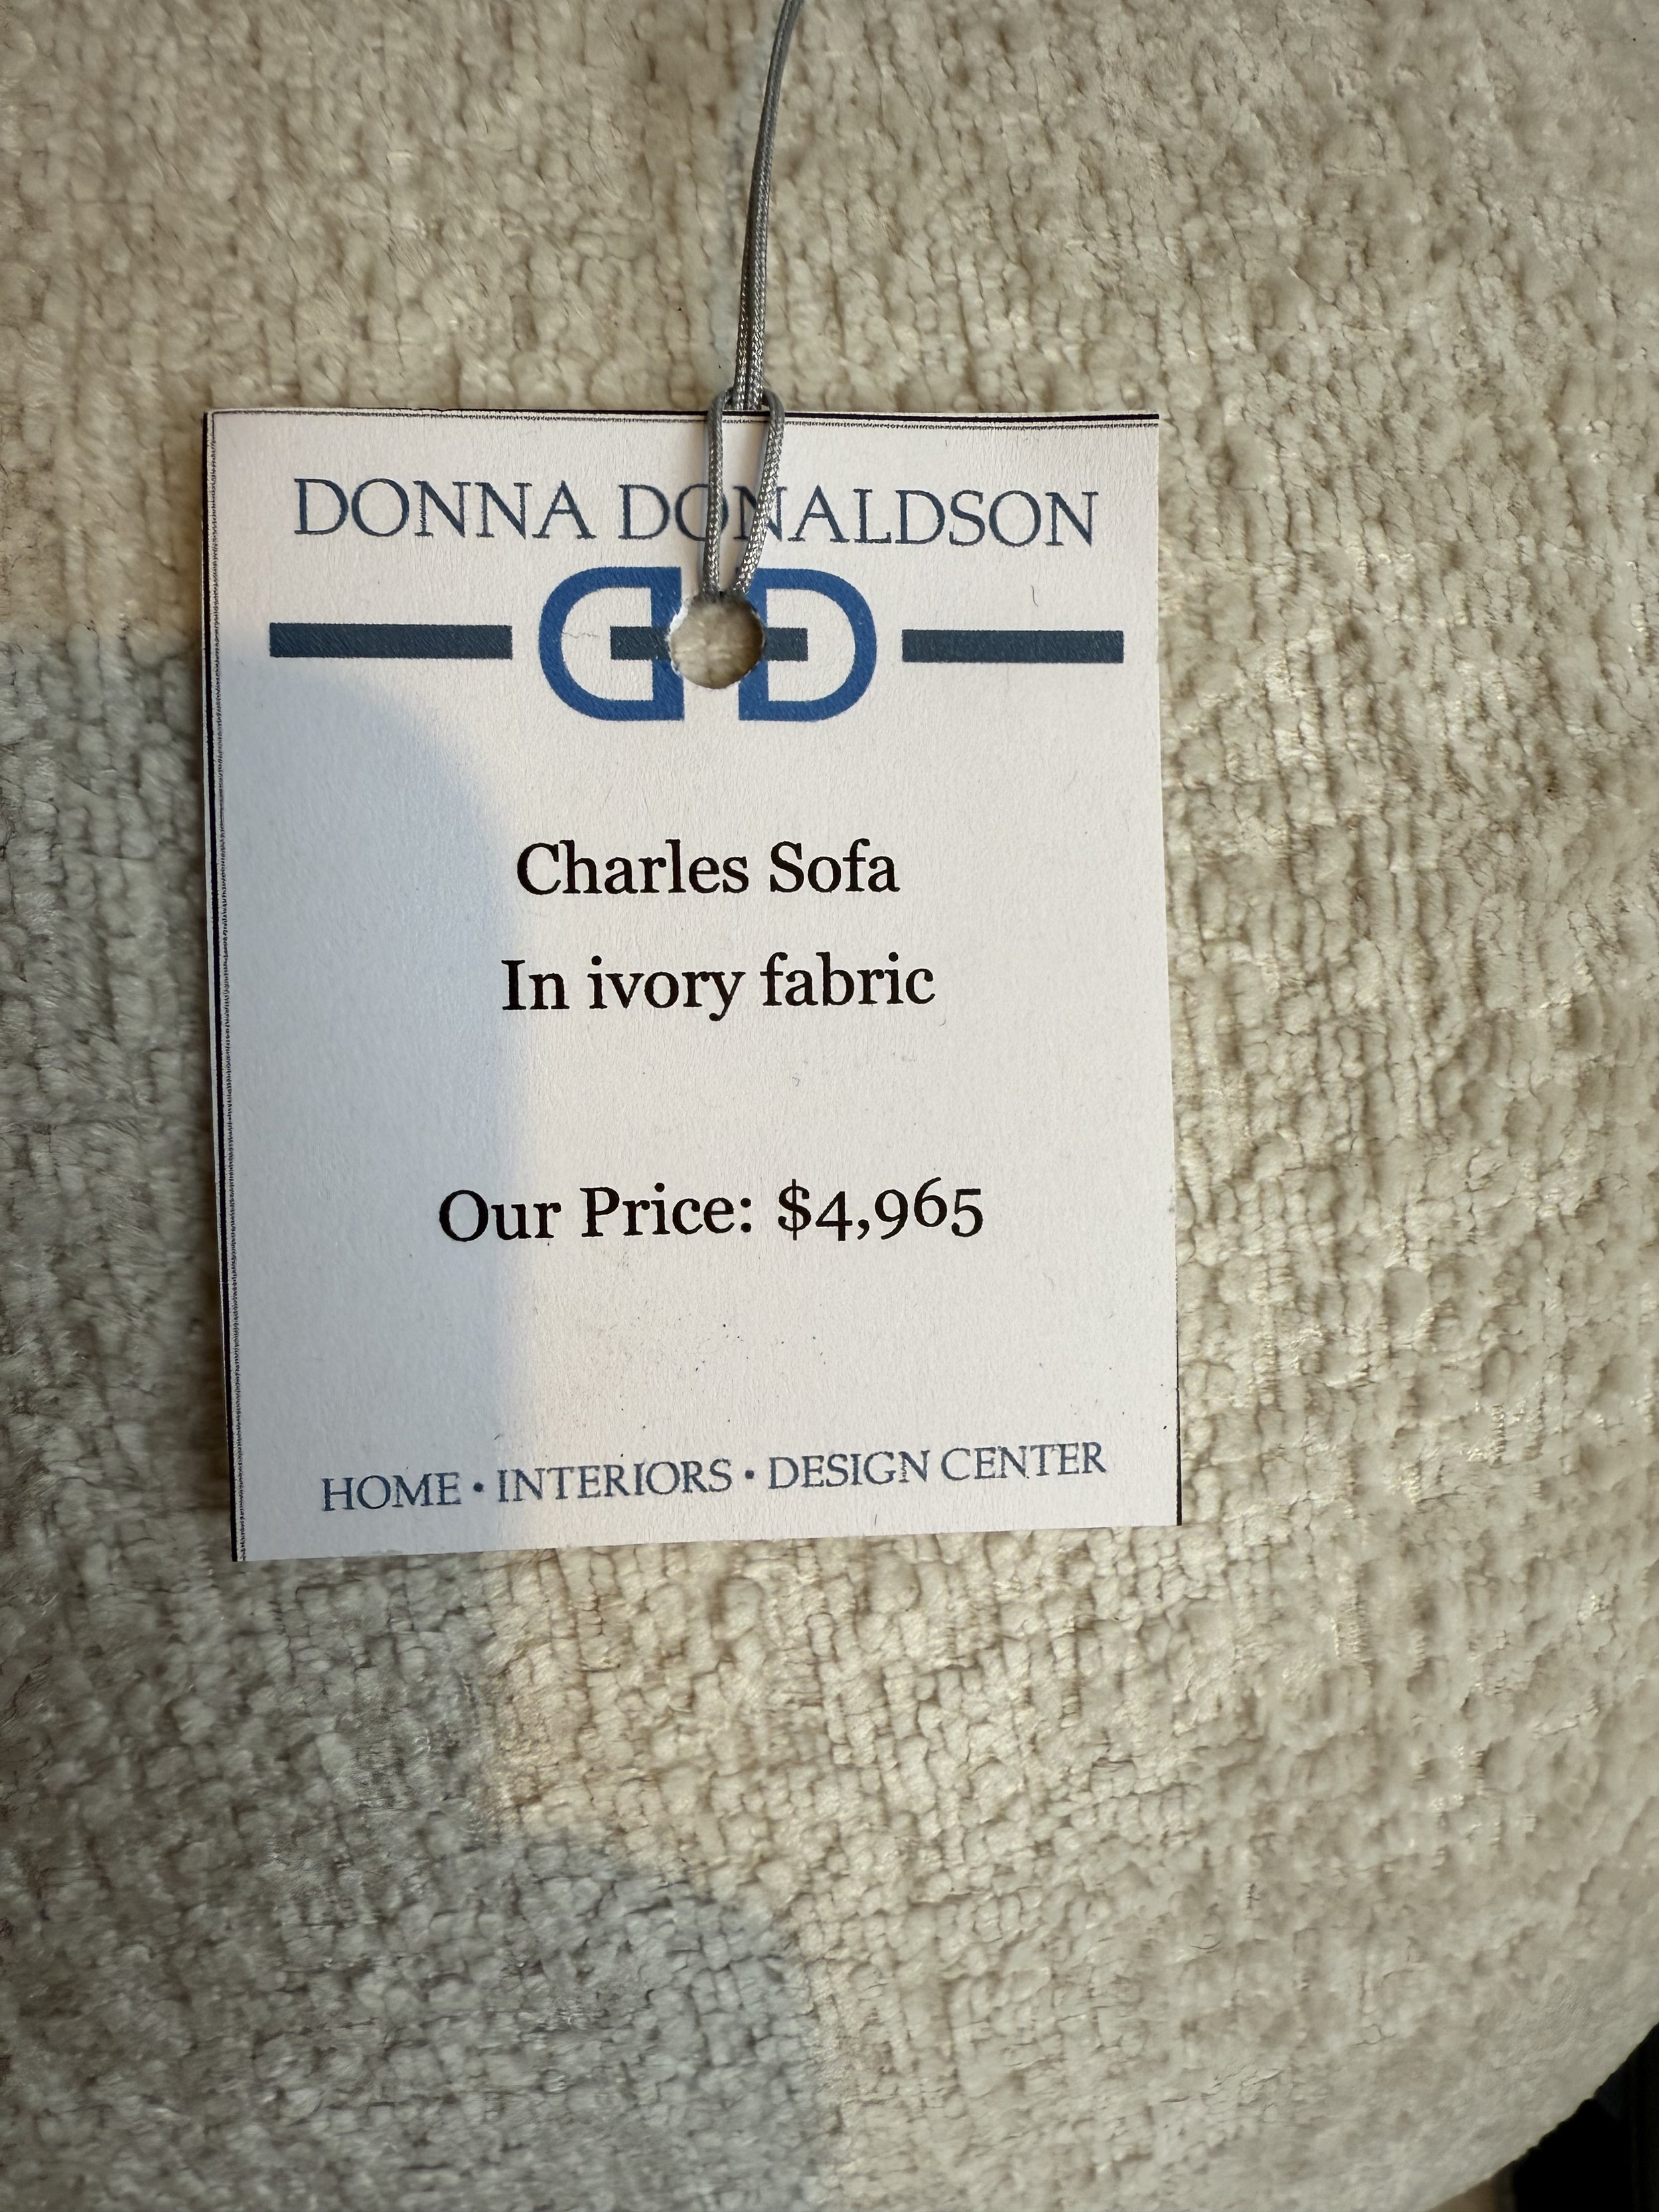 DONNA DONALDSON
Charles Sofa
In ivory fabric
Our Price: $4,965
HOME • INTERIORS • DESIGN CENTER